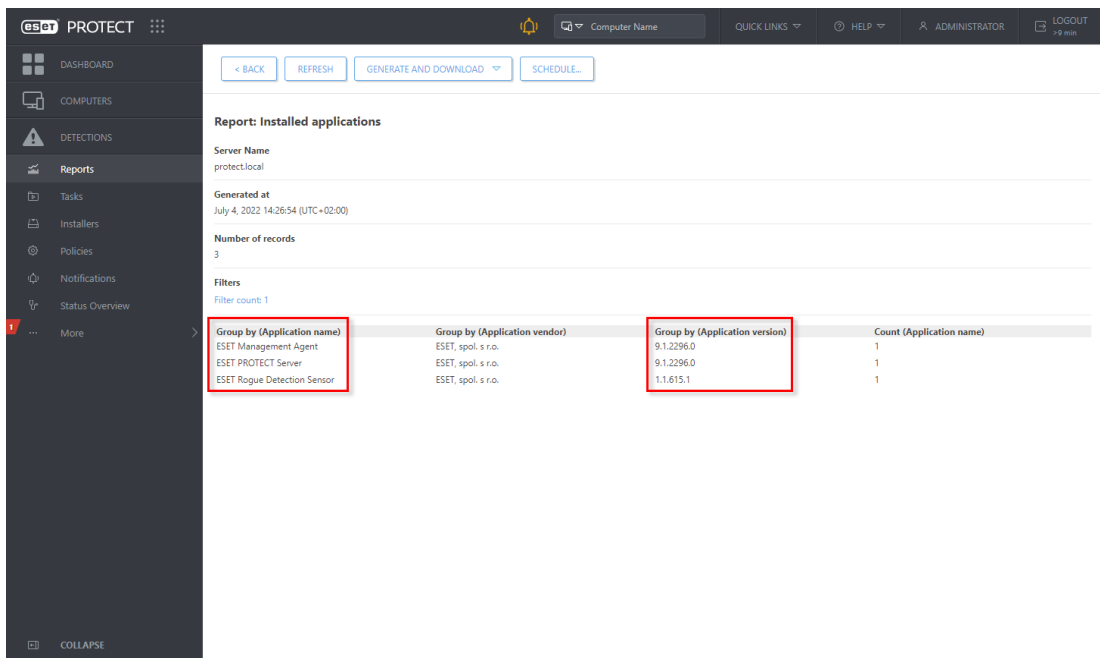 eset PROTECT
Computer Name
QUICK LINKS
HELP
ADMINISTRATOR
LOGOUT
>9 min
DASHBOARD
COMPUTERS
DETECTIONS
Reports
Tasks
Installers
Policies
Notifications
Status Overview
1
More
COLLAPSE
< BACK
REFRESH
GENERATE AND DOWNLOAD
SCHEDULE...
Report: Installed applications
Server Name
protect.local
Generated at
July 4, 2022 14:26:54 (UTC+02:00)
Number of records
3
Filters
Filter count: 1
Group by (Application name) Group by (Application vendor) Group by (Application version) Count (Application name)
ESET Management Agent ESET, spol. s r.o. 9.1.2296.0 1
ESET PROTECT Server ESET, spol. s r.o. 9.1.2296.0 1
ESET Rogue Detection Sensor ESET, spol. s r.o. 1.1.615.1 1